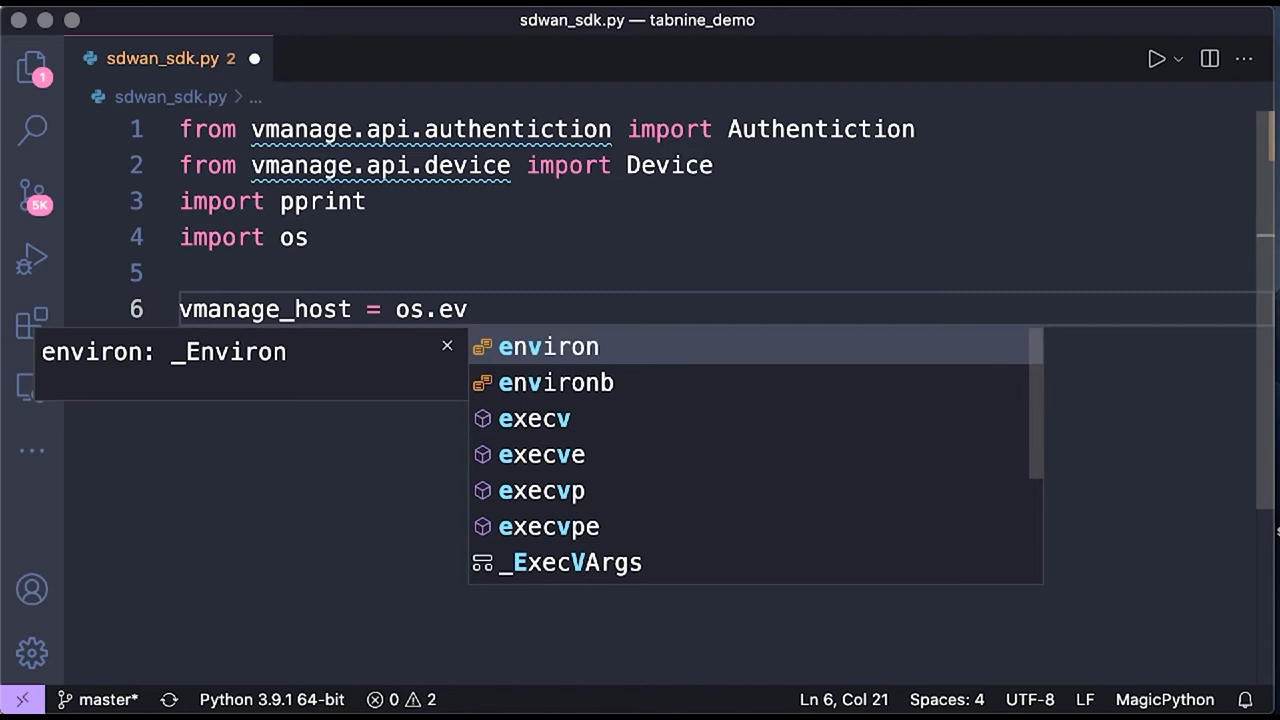 sdwan_sdk.py — tabnine_demo
sdwan_sdk.py 2
1
sdwan_sdk.py > ...
1 from vmanage.api.authentiction import Authentiction
2 from vmanage.api.device import Device
3 import pprint
4 import os
5
6 vmanage_host = os.ev
5K
environ: _Environ
environ
environb
execv
execve
execvp
execvpe
_ExecVArgs
master* Python 3.9.1 64-bit 0 2 Ln 6, Col 21 Spaces: 4 UTF-8 LF MagicPython